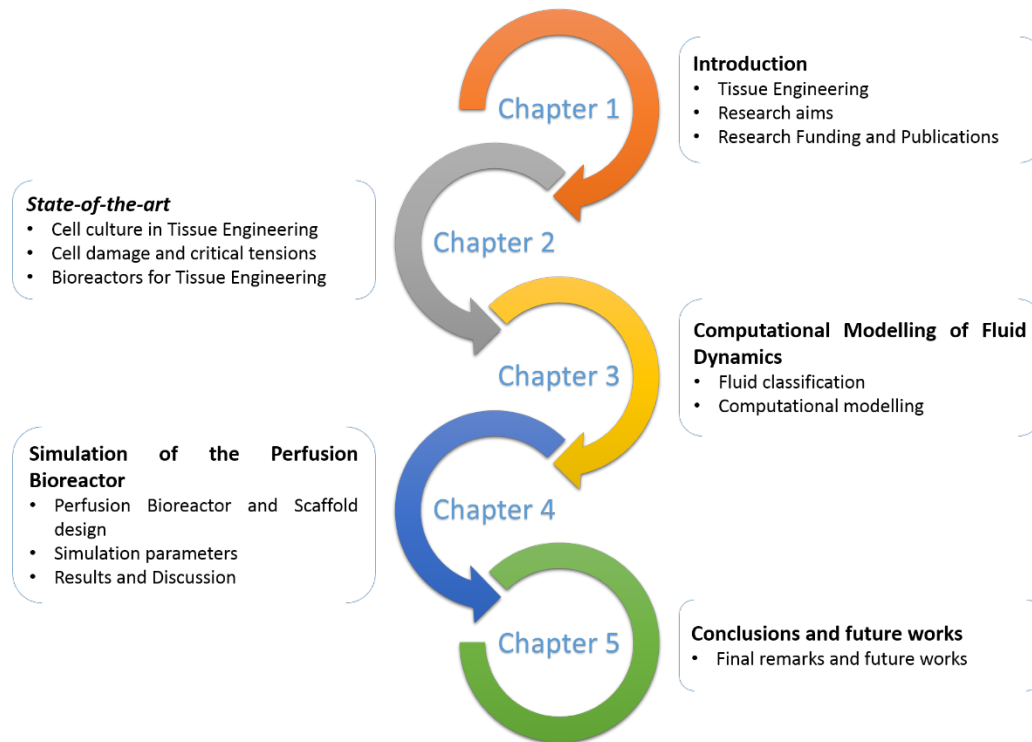 Chapter 1
Introduction
• Tissue Engineering
• Research aims
• Research Funding and Publications
Chapter 2
State-of-the-art
• Cell culture in Tissue Engineering
• Cell damage and critical tensions
• Bioreactors for Tissue Engineering
Chapter 3
Computational Modelling of Fluid
Dynamics
• Fluid classification
• Computational modelling
Chapter 4
Simulation of the Perfusion
Bioreactor
• Perfusion Bioreactor and Scaffold
design
• Simulation parameters
• Results and Discussion
Chapter 5
Conclusions and future works
• Final remarks and future works